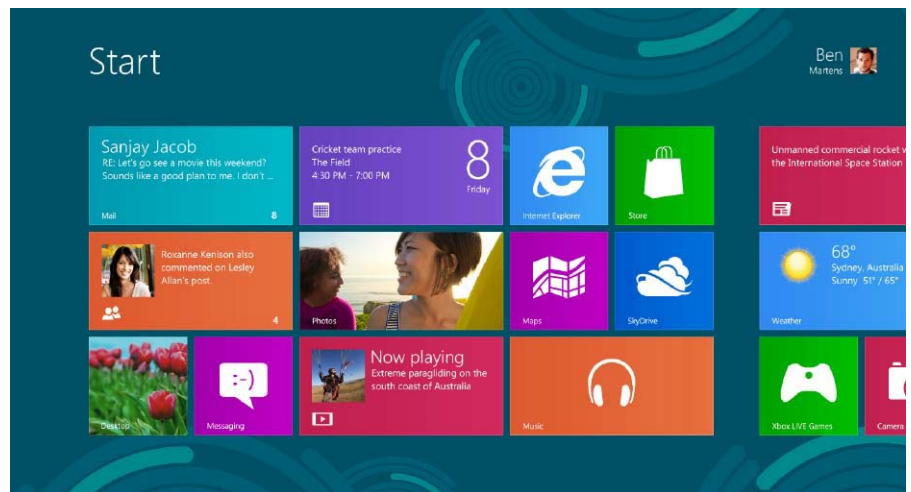 Start
Ben
Martens
Sanjay Jacob
RE: Let's go see a movie this weekend?
Sounds like a good plan to me. I don't ...
Mail
8
Cricket team practice
The Field
4:30 PM - 7:00 PM
8
Friday
Internet Explorer
Store
Unmanned commercial rocket w
the International Space Station
Roxanne Kenison also
commented on Lesley
Allan's post.
4
Photos
Maps
SkyDrive
68°
Sydney, Australia
Sunny 51° / 65°
Weather
Desktop
:-)
Messaging
Now playing
Extreme paragliding on the
south coast of Australia
Music
Xbox LIVE Games
Camera